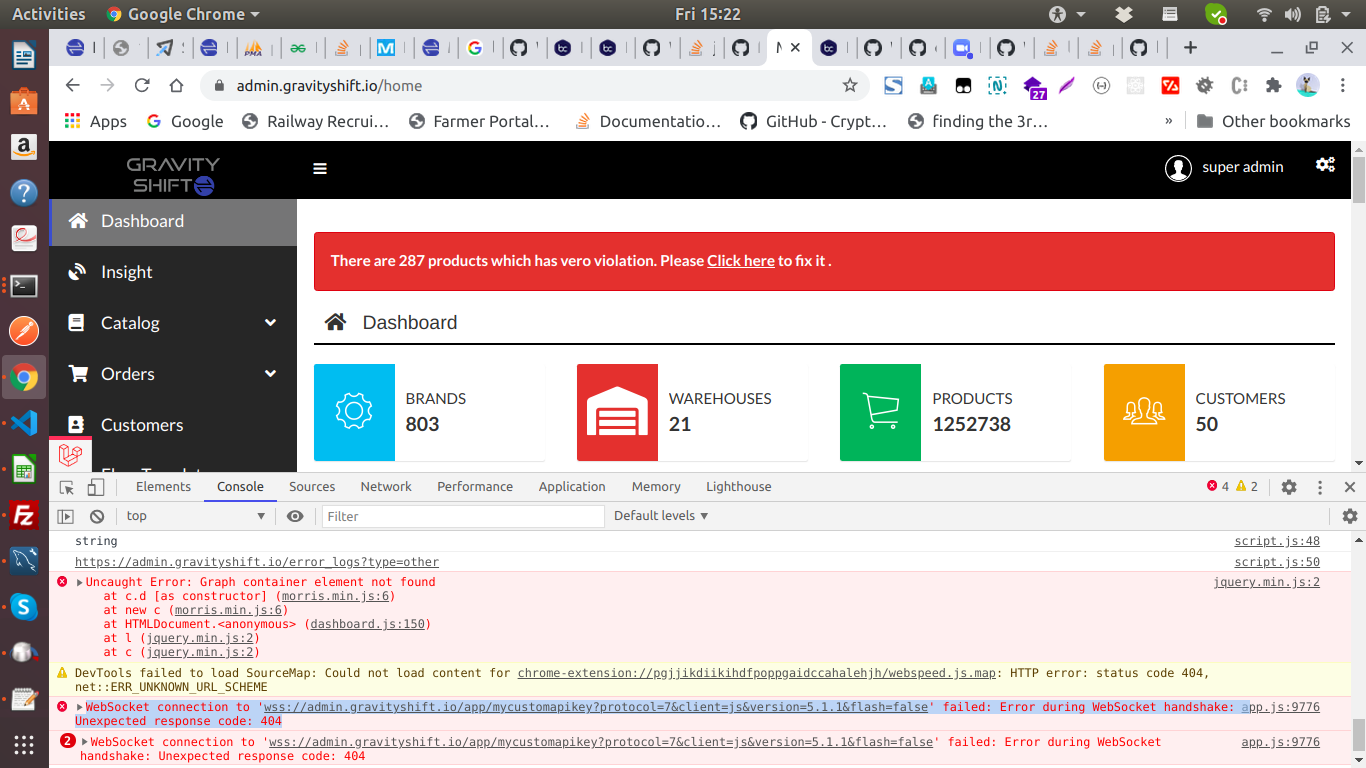 Activities Google Chrome Fri 15:22
admin.gravityshift.io/home
27
Apps Google Railway Recrui... Farmer Portal... Documentatio... GitHub - Crypt... finding the 3r... » Other bookmarks
GRAVITY
SHIFT
super admin
Dashboard
Insight
Catalog
Orders
Customers
There are 287 products which has vero violation. Please Click here to fix it .
Dashboard
BRANDS
803
WAREHOUSES
21
PRODUCTS
1252738
CUSTOMERS
50
Elements Console Sources Network Performance Application Memory Lighthouse 4 2
top Filter Default levels
string script.js:48
https://admin.gravityshift.io/error_logs?type=other script.js:50
Uncaught Error: Graph container element not found jquery.min.js:2
at c.d [as constructor] (morris.min.js:6)
at new c (morris.min.js:6)
at HTMLDocument.<anonymous> (dashboard.js:150)
at l (jquery.min.js:2)
at c (jquery.min.js:2)
DevTools failed to load SourceMap: Could not load content for chrome-extension://pgjjikdiikihdfpoppgaidccahalehjh/webspeed.js.map: HTTP error: status code 404,
net::ERR_UNKNOWN_URL_SCHEME
WebSocket connection to 'wss://admin.gravityshift.io/app/mycustomapikey?protocol=7&client=js&version=5.1.1&flash=false' failed: Error during WebSocket handshake: app.js:9776
Unexpected response code: 404
2 WebSocket connection to 'wss://admin.gravityshift.io/app/mycustomapikey?protocol=7&client=js&version=5.1.1&flash=false' failed: Error during WebSocket app.js:9776
handshake: Unexpected response code: 404